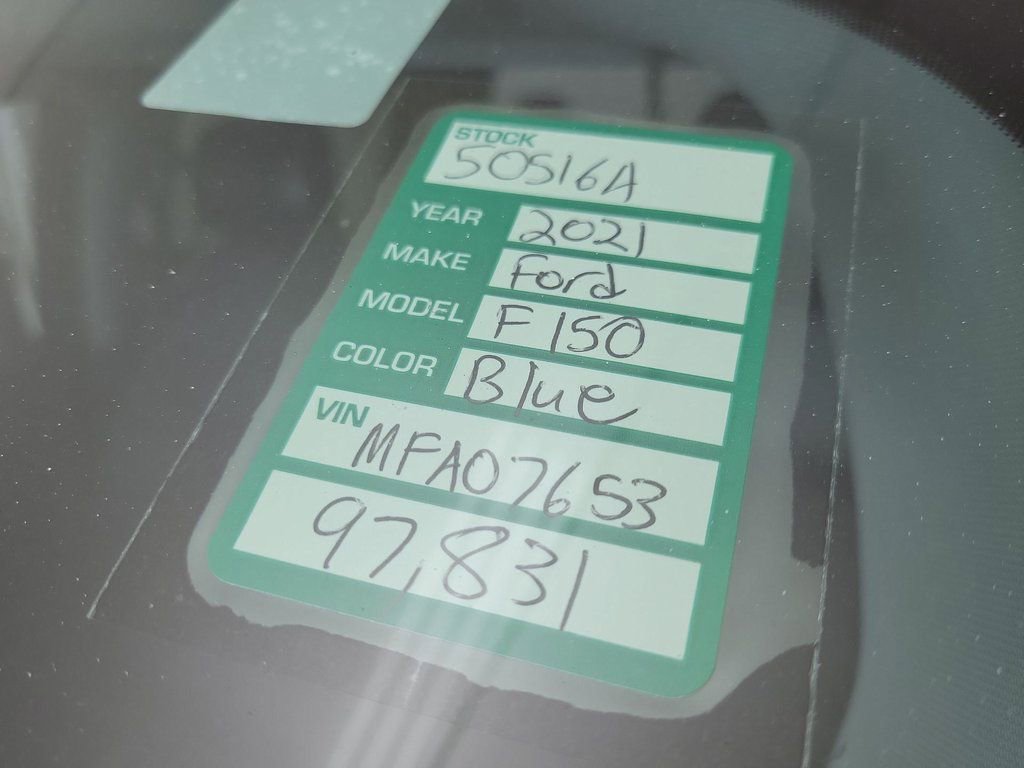 STOCK
50516A
YEAR 2021
MAKE Ford
MODEL F150
COLOR Blue
VIN
MFA07653
97,831